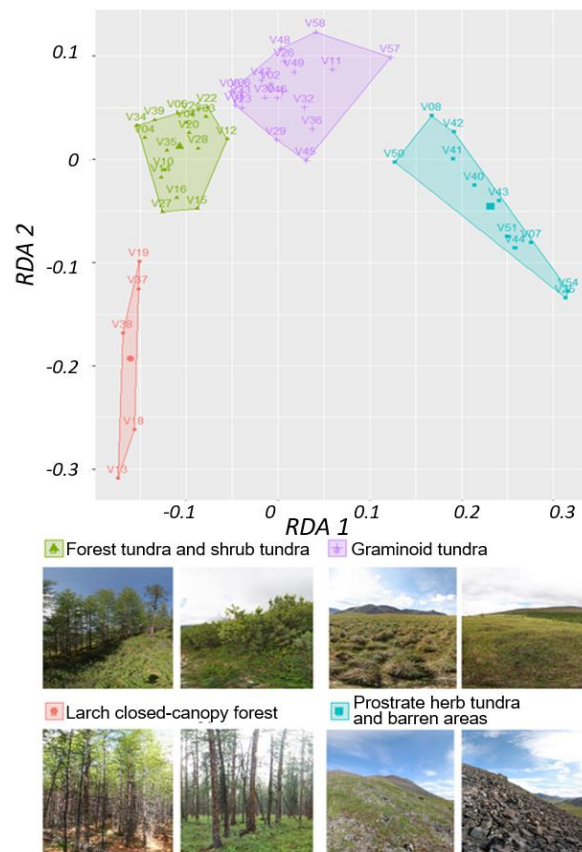 V58
0.1
V48
V57
V26
V49
V11
V47
V02
V32
V22
V34
V39
V20
V12
V36
V04
V35
V28
V29
V45
0
V10
V16
V27
V15
V08
V42
V50
V41
V40
V43
V51
V44
V07
V54
RDA 2
-0.1
V19
V37
V38
-0.2
V18
V13
-0.3
-0.1
0
0.1
0.2
0.3
RDA 1
Forest tundra and shrub tundra
Graminoid tundra
Larch closed-canopy forest
Prostrate herb tundra
and barren areas